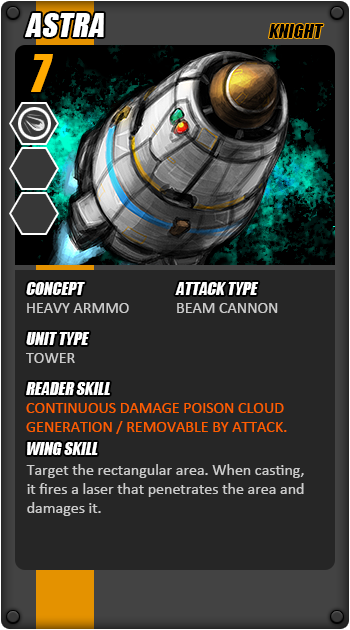 ASTRA
KNIGHT
7
CONCEPT
ATTACK TYPE
HEAVY ARMMO
BEAM CANNON
UNIT TYPE
TOWER
READER SKILL
CONTINUOUS DAMAGE POISON CLOUD
GENERATION / REMOVABLE BY ATTACK.
WING SKILL
Target the rectangular area. When casting,
it fires a laser that penetrates the area and
damages it.